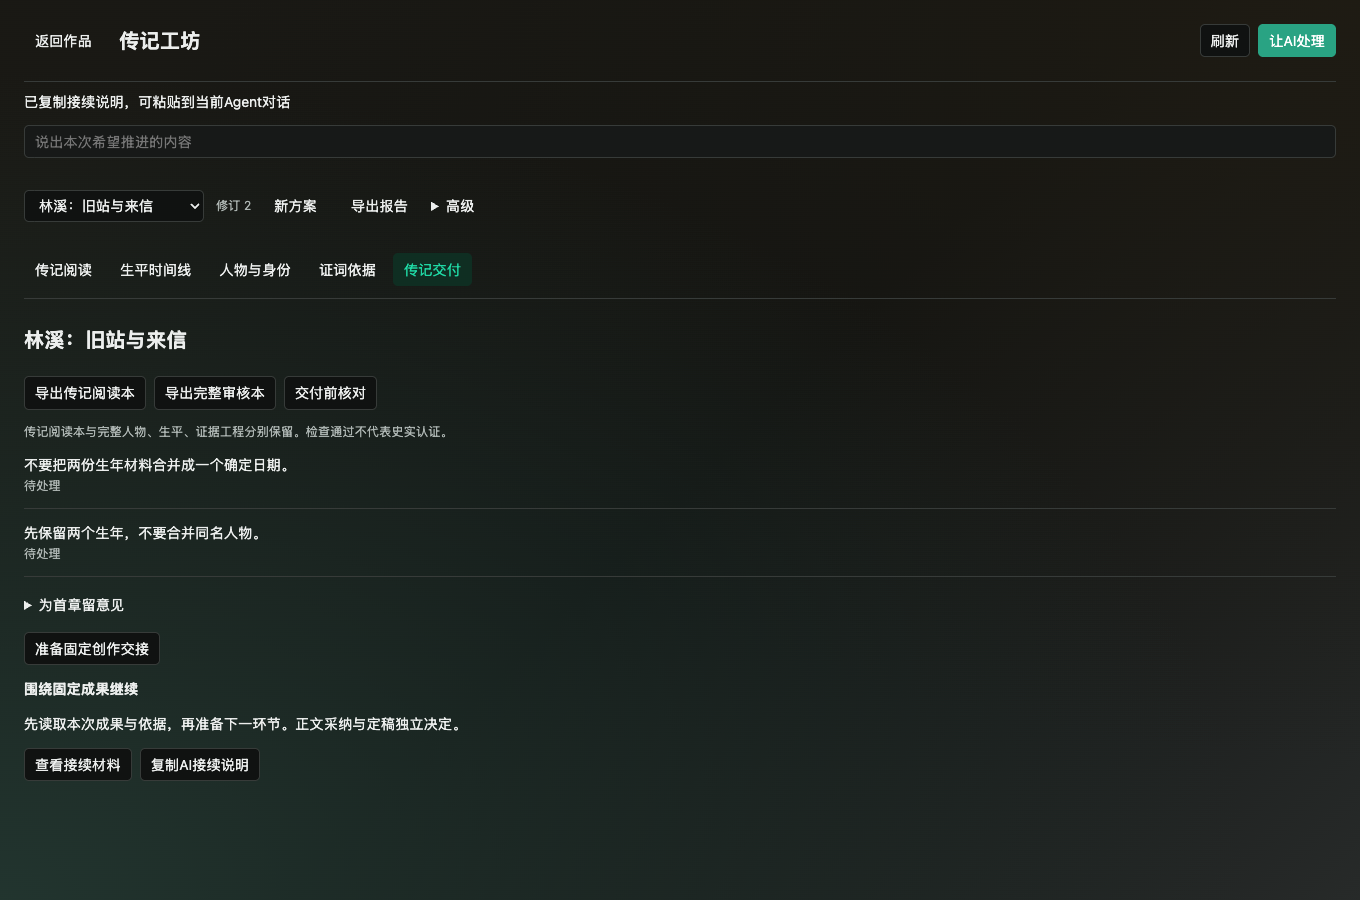 返回作品 传记工坊 刷新 让AI处理
已复制接续说明，可粘贴到当前Agent对话
说出本次希望推进的内容
林溪：旧站与来信 修订 2 新方案 导出报告 ▶ 高级
传记阅读 生平时间线 人物与身份 证词依据 传记交付
林溪：旧站与来信
导出传记阅读本 导出完整审核本 交付前核对
传记阅读本与完整人物、生平、证据工程分别保留。检查通过不代表史实认证。
不要把两份生年材料合并成一个确定日期。
待处理
先保留两个生年，不要合并同名人物。
待处理
▶ 为首章留意见
准备固定创作交接
围绕固定成果继续
先读取本次成果与依据，再准备下一环节。正文采纳与定稿独立决定。
查看接续材料 复制AI接续说明